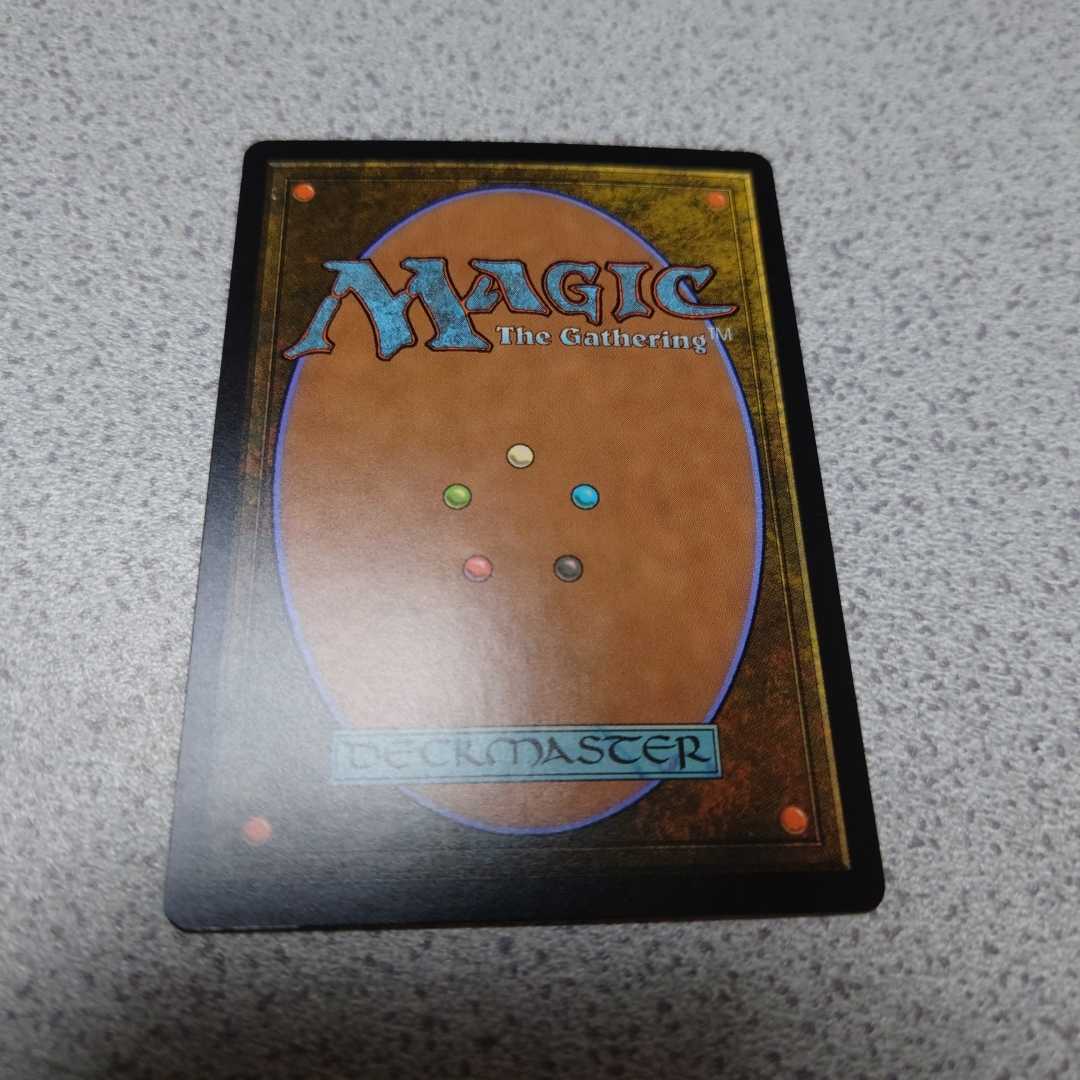 MAGIC
The Gathering™
DECKMASTER